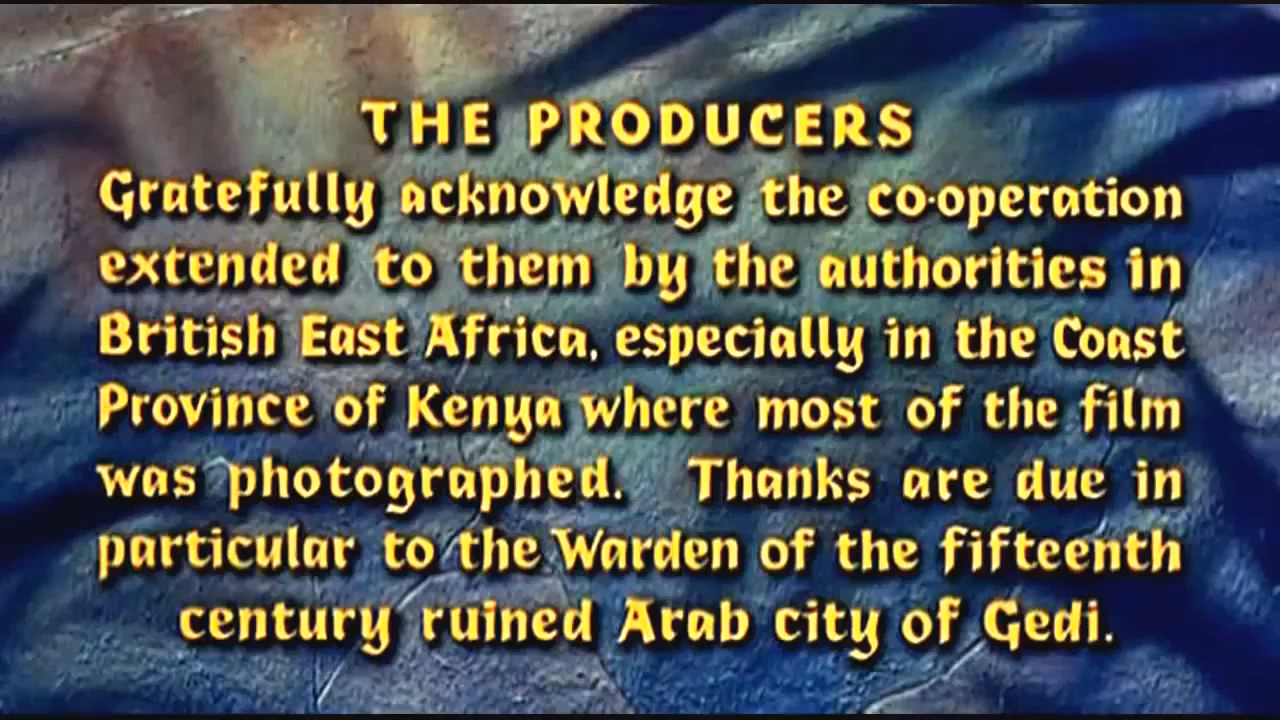 THE PRODUCERS
Gratefully acknowledge the co-operation
extended to them by the authorities in
British East Africa, especially in the Coast
Province of Kenya where most of the film
was photographed. Thanks are due in
particular to the Warden of the fifteenth
century ruined Arab city of Gedi.